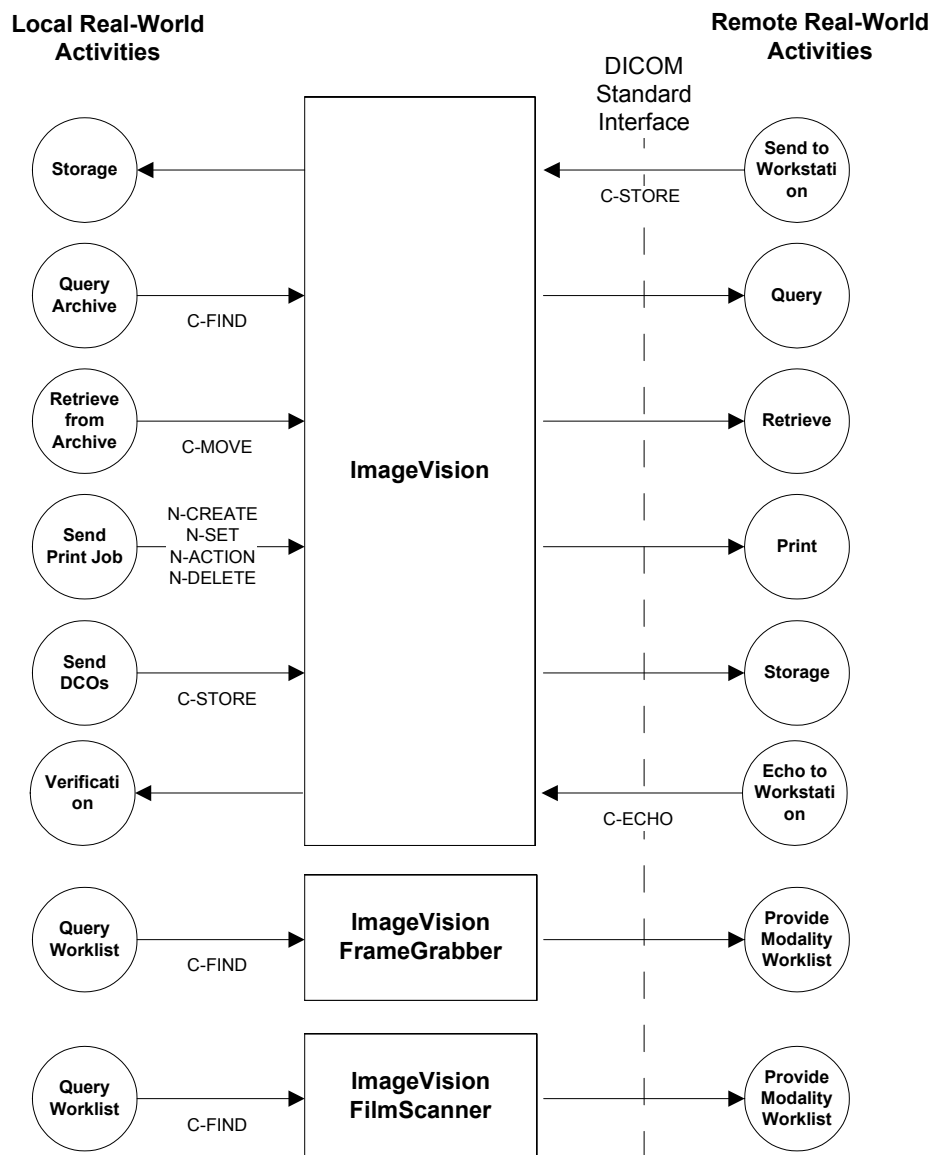 Local Real-World
Activities
Remote Real-World
Activities
DICOM
Standard
Interface
Storage
Send to
Workstati
on
C-STORE
Query
Archive
C-FIND
Query
Retrieve
from
Archive
C-MOVE
Retrieve
ImageVision
Send
Print Job
N-CREATE
N-SET
N-ACTION
N-DELETE
Print
Send
DCOs
C-STORE
Storage
Verificati
on
Echo to
Workstati
on
C-ECHO
Query
Worklist
C-FIND
ImageVision
FrameGrabber
Provide
Modality
Worklist
Query
Worklist
C-FIND
ImageVision
FilmScanner
Provide
Modality
Worklist